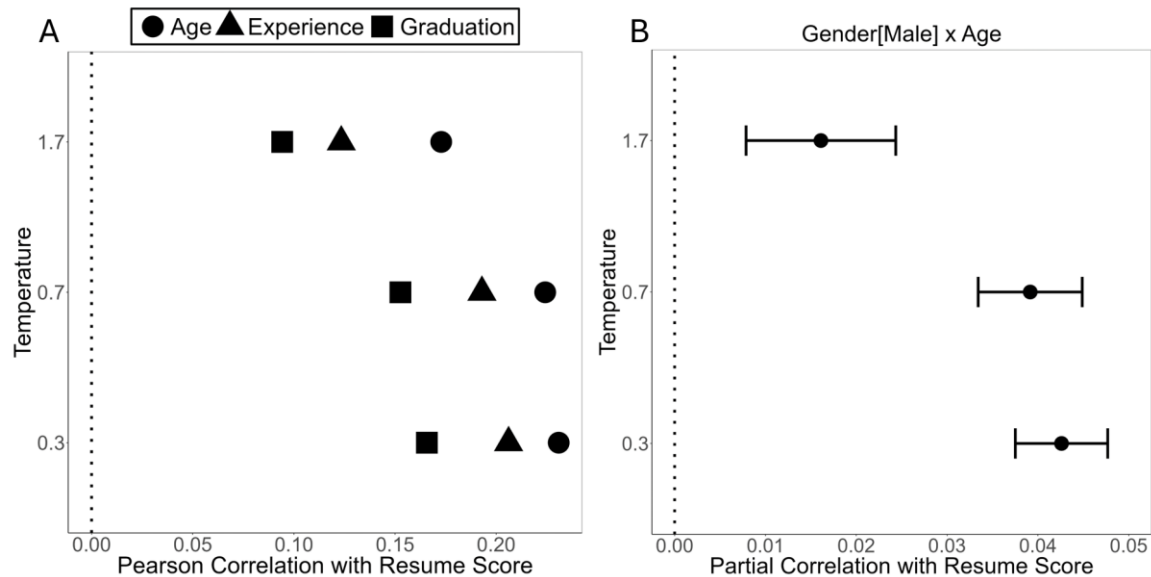 A
Age Experience Graduation
Temperature
1.7
0.7
0.3
0.00 0.05 0.10 0.15 0.20
Pearson Correlation with Resume Score
B
Gender[Male] x Age
Temperature
1.7
0.7
0.3
0.00 0.01 0.02 0.03 0.04 0.05
Partial Correlation with Resume Score